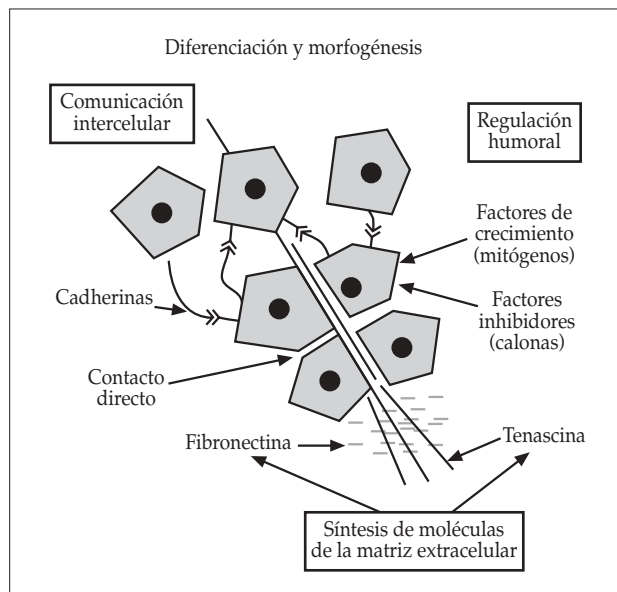 Diferenciación y morfogénesis
Comunicación
intercelular
Regulación
humoral
Factores de
crecimiento
(mitógenos)
Cadherinas
Factores
inhibidores
(calonas)
Contacto
directo
Fibronectina
Tenascina
Síntesis de moléculas
de la matriz extracelular